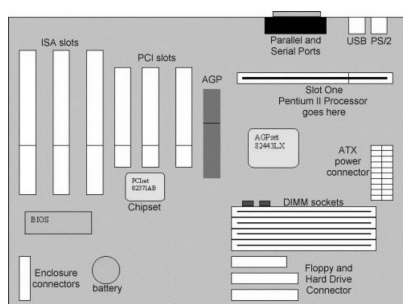 Parallel and
Serial Ports
USB PS/2
ISA slots
PCI slots
AGP
Slot One
Pentium II Processor
goes here
AGPset
82443LX
ATX
power
connector
PCIset
82371AB
Chipset
DIMM sockets
BIOS
Enclosure
connectors
battery
Floppy and
Hard Drive
Connector